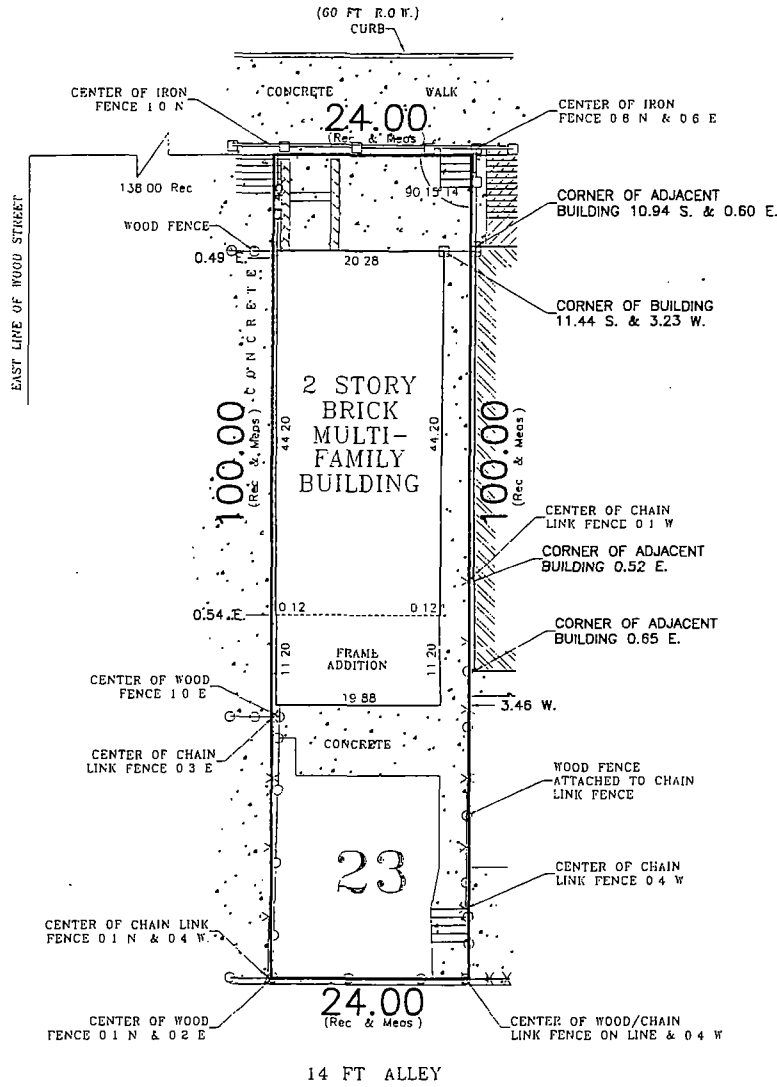 (60 FT R.O W.)
CURB
CENTER OF IRON
FENCE 1 0 N
CONCRETE WALK
24.00
(Rec & Meas)
CENTER OF IRON
FENCE 0 8 N & 0 6 E
138 00 Rec
90 15 14
CORNER OF ADJACENT
BUILDING 10.94 S. & 0.60 E.
WOOD FENCE
0.49 E.
20 28
CORNER OF BUILDING
11.44 S. & 3.23 W.
EAST LINE OF WOOD STREET
CONCRETE
2 STORY
BRICK
MULTI-
FAMILY
BUILDING
44 20
44.20
100.00
(Rec & Meas)
100.00
(Rec & Meas)
CENTER OF CHAIN
LINK FENCE 0 1 W
CORNER OF ADJACENT
BUILDING 0.52 E.
0.54 E.
0 12
0 12
CORNER OF ADJACENT
BUILDING 0.65 E.
11 20
FRAME
ADDITION
11 20
CENTER OF WOOD
FENCE 1 0 E
19 88
3.46 W.
CONCRETE
CENTER OF CHAIN
LINK FENCE 0 3 E
WOOD FENCE
ATTACHED TO CHAIN
LINK FENCE
23
CENTER OF CHAIN
LINK FENCE 0 4 W
CENTER OF CHAIN LINK
FENCE 0 1 N & 0 4 W.
24.00
(Rec & Meas)
CENTER OF WOOD
FENCE 0 1 N & 0 2 E
CENTER OF WOOD/CHAIN
LINK FENCE ON LINE & 0 4 W
14 FT ALLEY